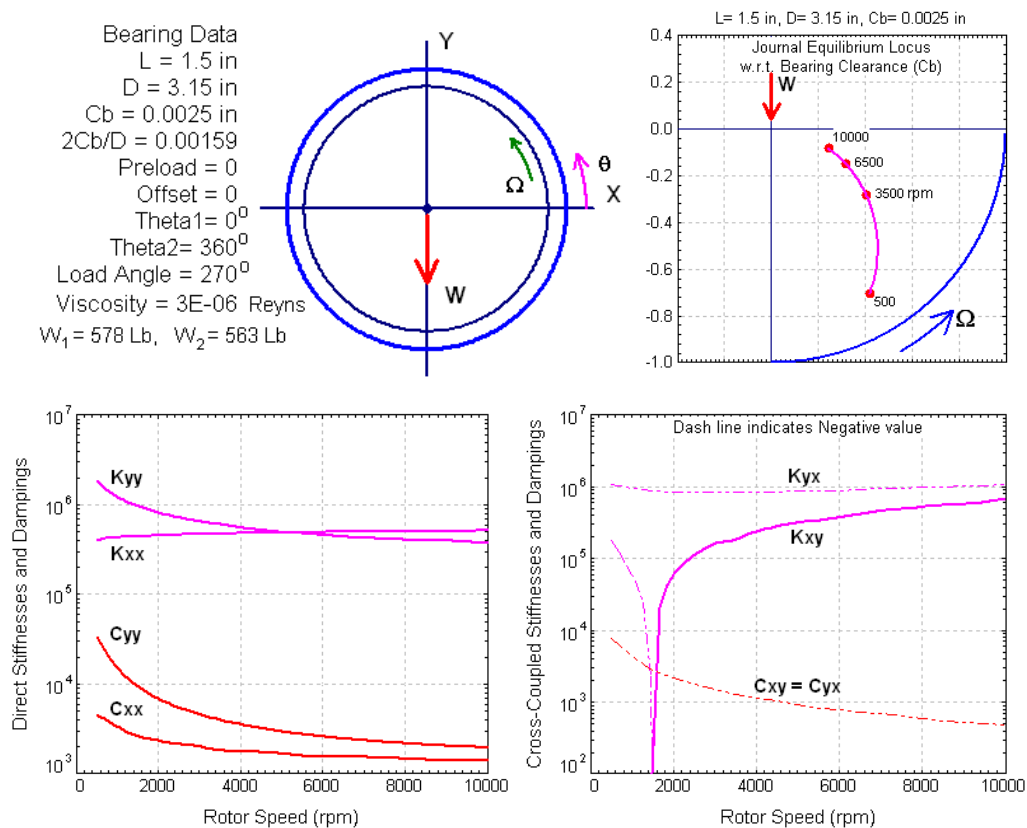 Bearing Data
L = 1.5 in
D = 3.15 in
Cb = 0.0025 in
2Cb/D = 0.00159
Preload = 0
Offset = 0
Theta1= 0⁰
Theta2= 360⁰
Load Angle = 270⁰
Viscosity = 3E-06 Reyns
W₁ = 578 Lb, W₂ = 563 Lb
Y
θ
X
Ω
W
L= 1.5 in, D= 3.15 in, Cb= 0.0025 in
Journal Equilibrium Locus
w.r.t. Bearing Clearance (Cb)
W
0.4
0.2
0.0
-0.2
-0.4
-0.6
-0.8
-1.0
10000
6500
3500 rpm
500
Ω
Direct Stiffnesses and Dampings
10⁷
10⁶
10⁵
10⁴
10³
Kyy
Kxx
Cyy
Cxx
0 2000 4000 6000 8000 10000
Rotor Speed (rpm)
Cross-Coupled Stiffnesses and Dampings
10⁷
10⁶
10⁵
10⁴
10³
10²
Dash line indicates Negative value
Kyx
Kxy
Cxy = Cyx
0 2000 4000 6000 8000 10000
Rotor Speed (rpm)